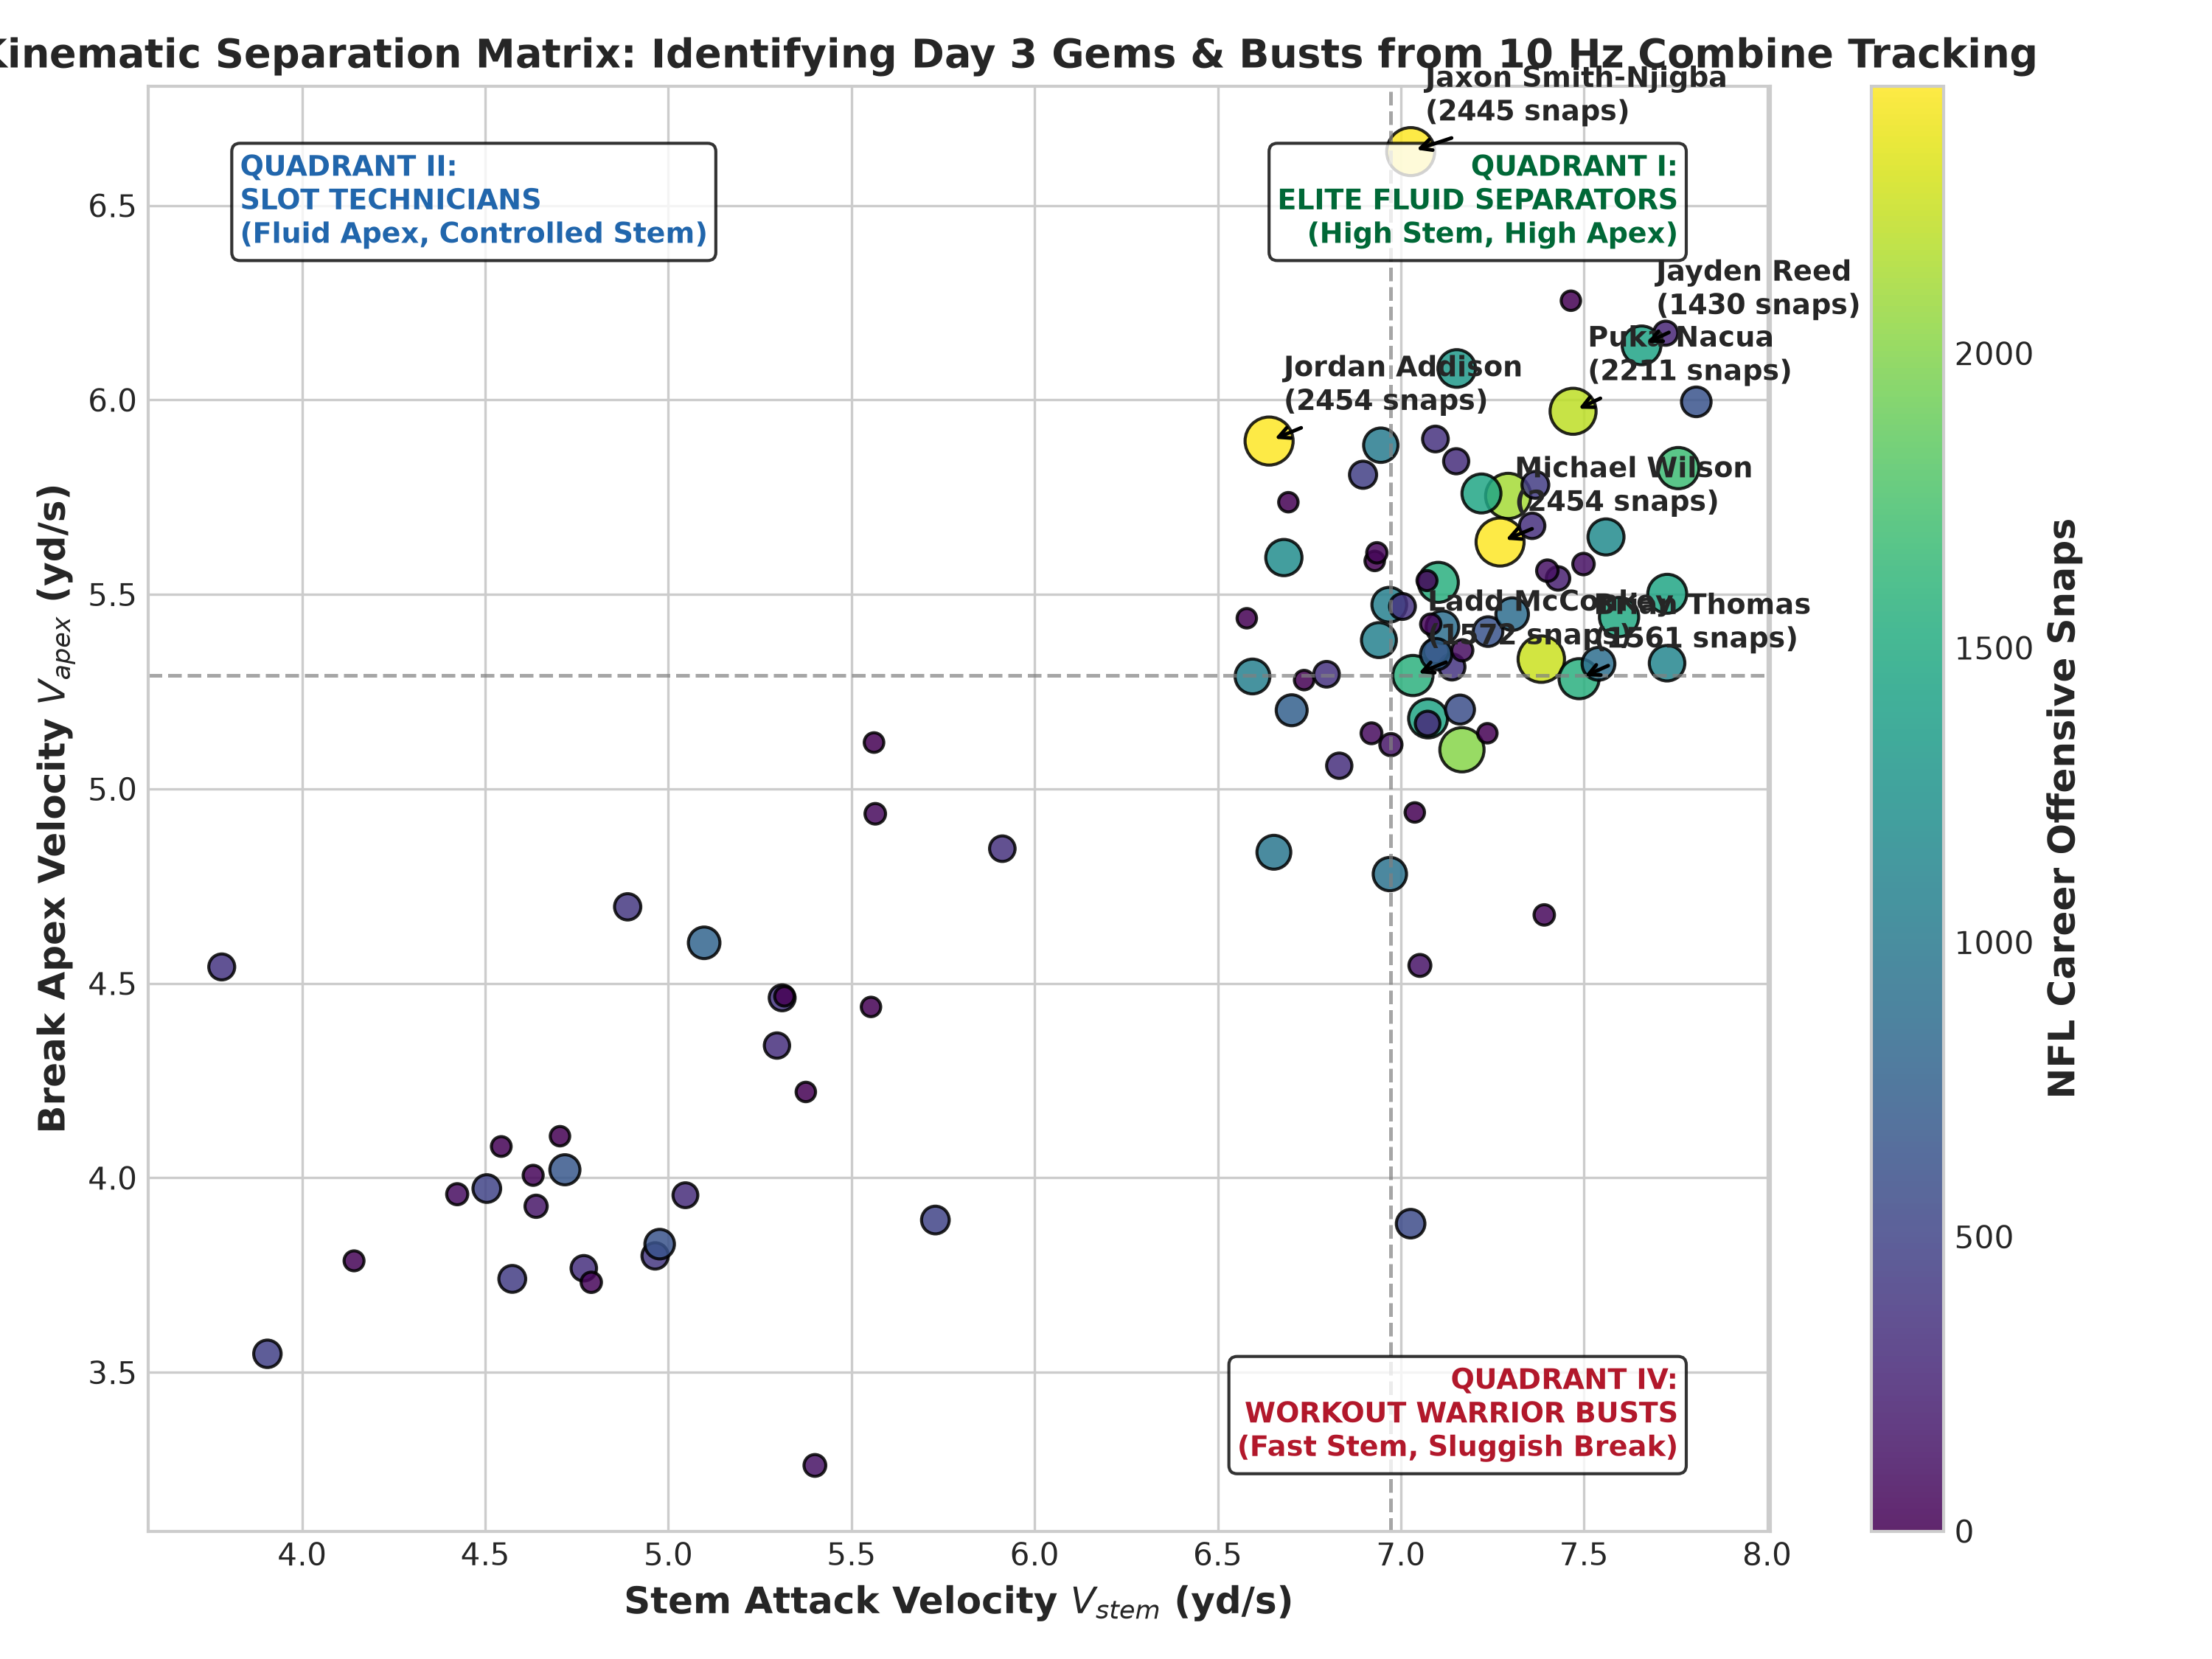 Kinematic Separation Matrix: Identifying Day 3 Gems & Busts from 10 Hz Combine Tracking
Jaxon Smith-Njigba
(2445 snaps)
QUADRANT II:
SLOT TECHNICIANS
(Fluid Apex, Controlled Stem)
QUADRANT I:
ELITE FLUID SEPARATORS
(High Stem, High Apex)
Jayden Reed
(1430 snaps)
Puka Nacua
(2211 snaps)
Jordan Addison
(2454 snaps)
Michael Wilson
(2454 snaps)
Ladd McConkey
(1572 snaps)
Brian Thomas
(1561 snaps)
QUADRANT IV:
WORKOUT WARRIOR BUSTS
(Fast Stem, Sluggish Break)
Break Apex Velocity V_apex (yd/s)
6.5
6.0
5.5
5.0
4.5
4.0
3.5
4.0
4.5
5.0
5.5
6.0
6.5
7.0
7.5
8.0
Stem Attack Velocity V_stem (yd/s)
2000
1500
1000
500
0
NFL Career Offensive Snaps